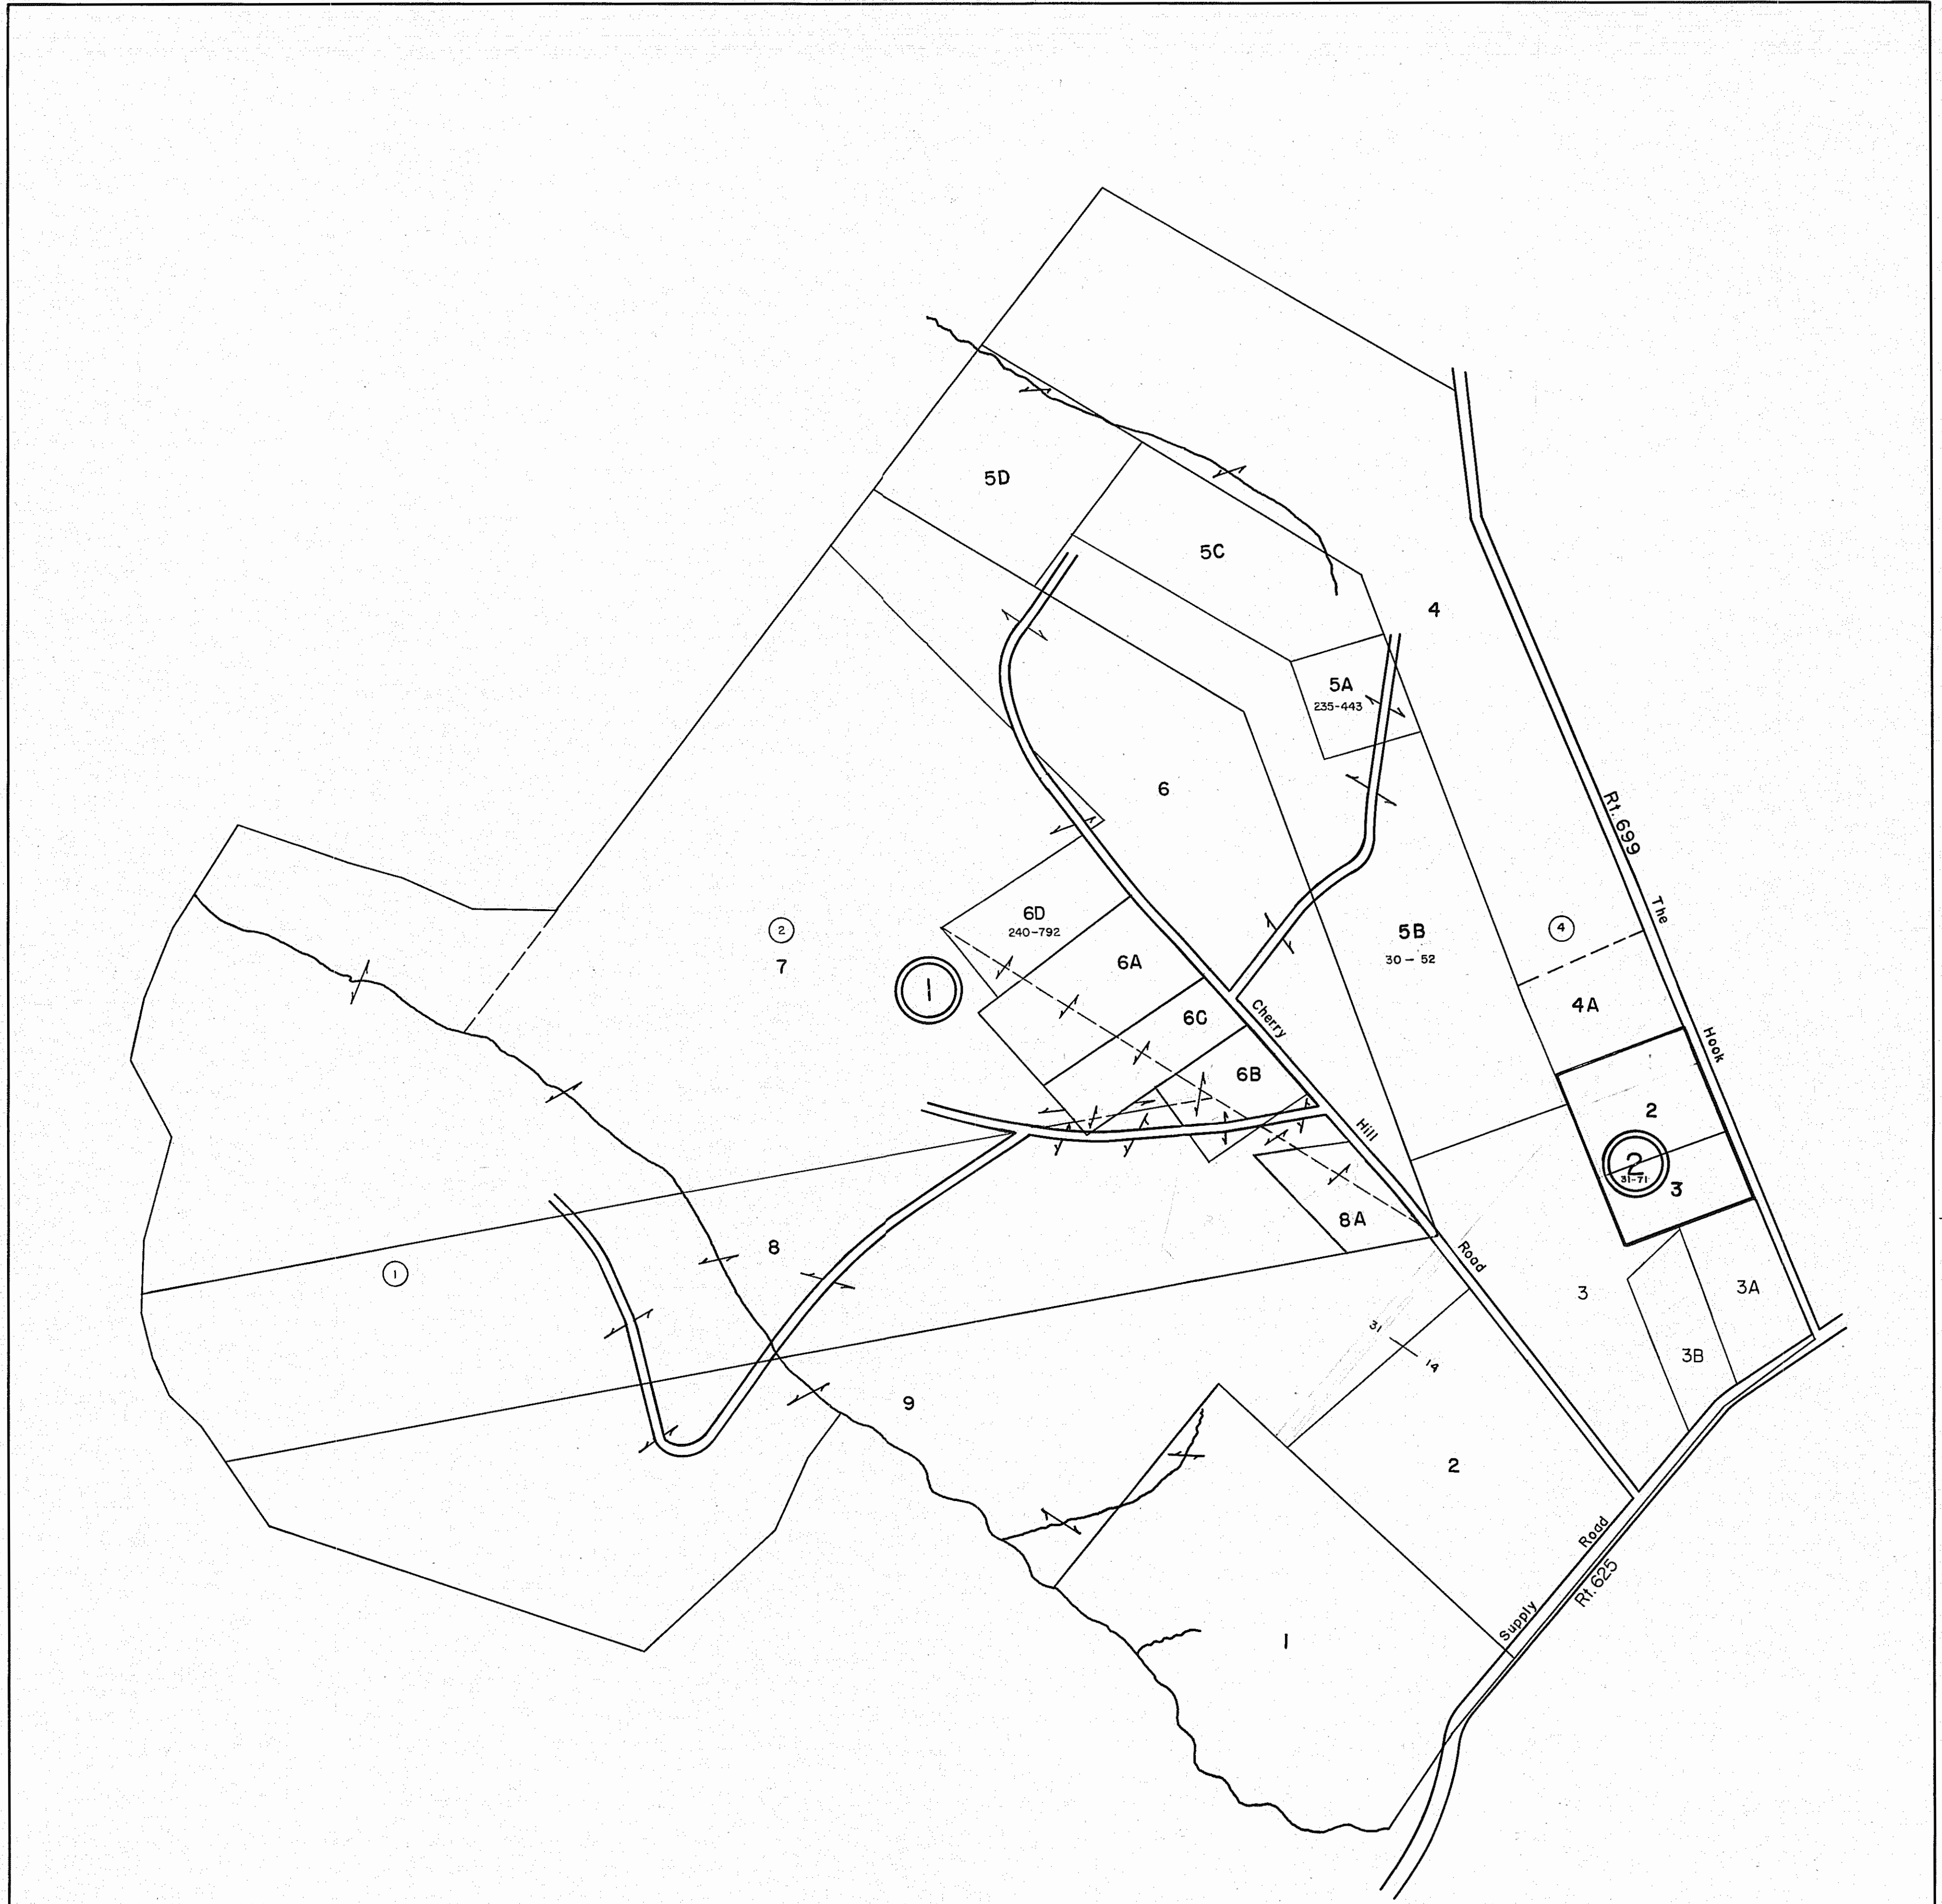 5D
5C
4
5A
235-443
6
Rt. 699
The
Hook
6D
240-792
2
7
1
6A
5B
30 - 52
4
4A
6C
Cherry
Hill
Road
6B
2
2
31-71
3
8A
8
1
3
3A
3B
31
14
9
2
Supply
Road
Rt. 625
1